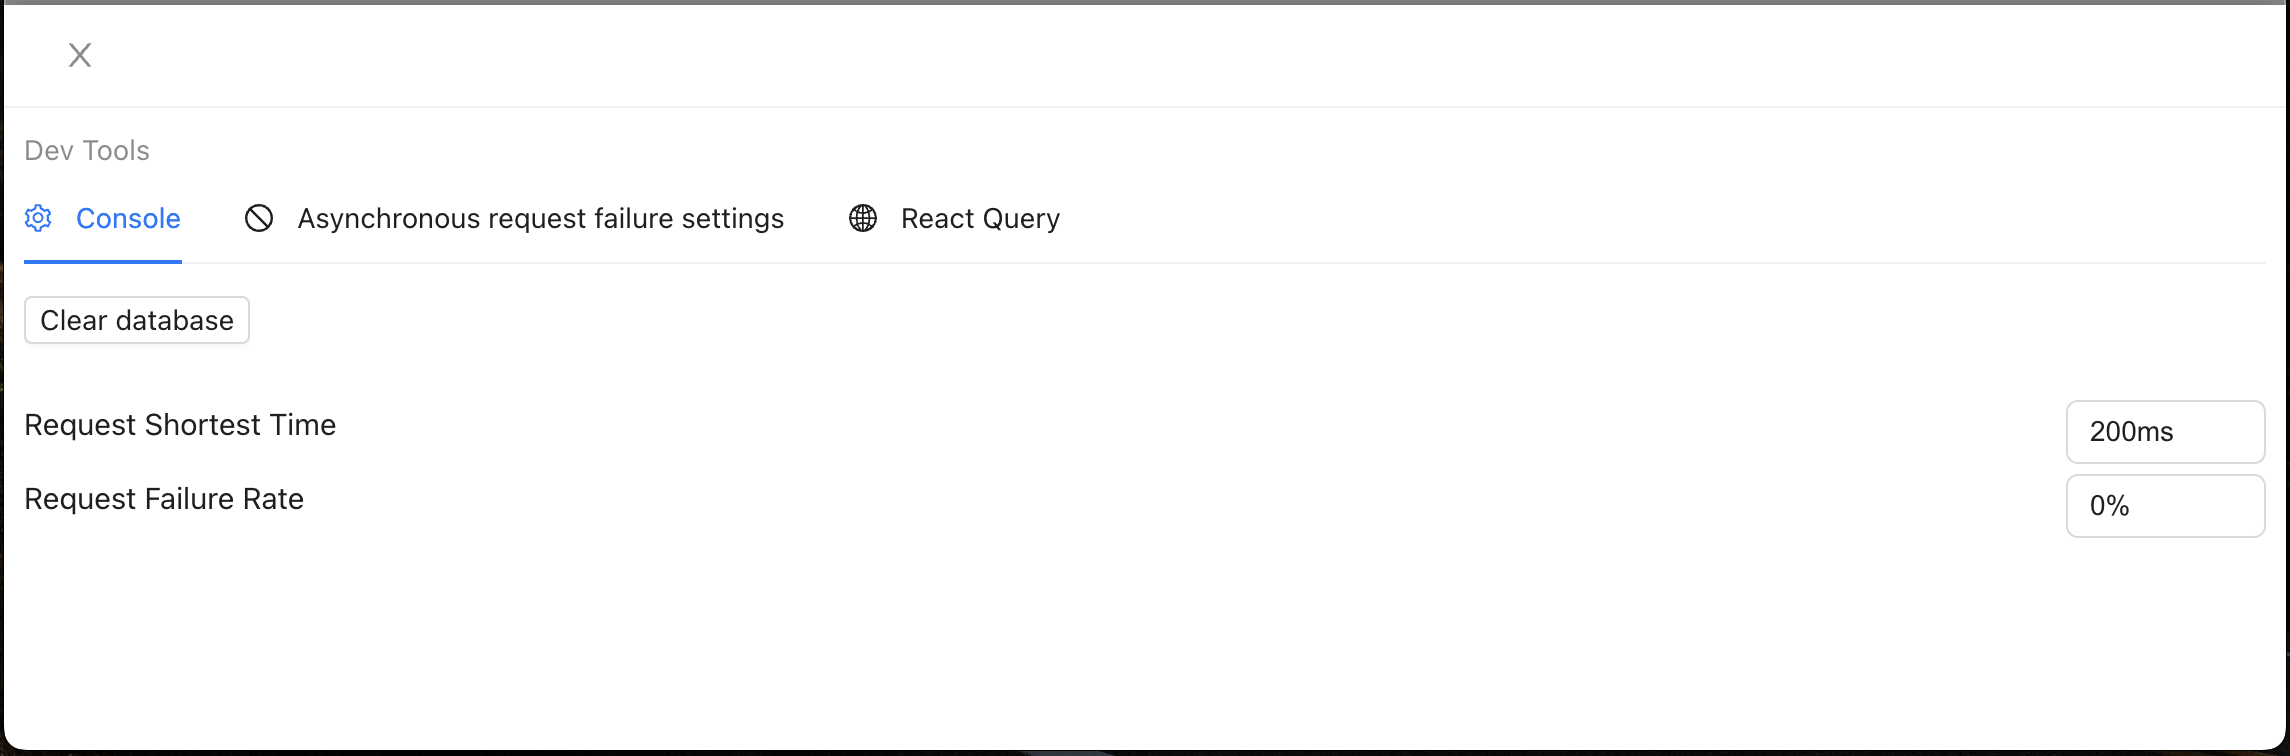 Dev Tools
Console
Asynchronous request failure settings
React Query
Clear database
Request Shortest Time
200ms
Request Failure Rate
0%